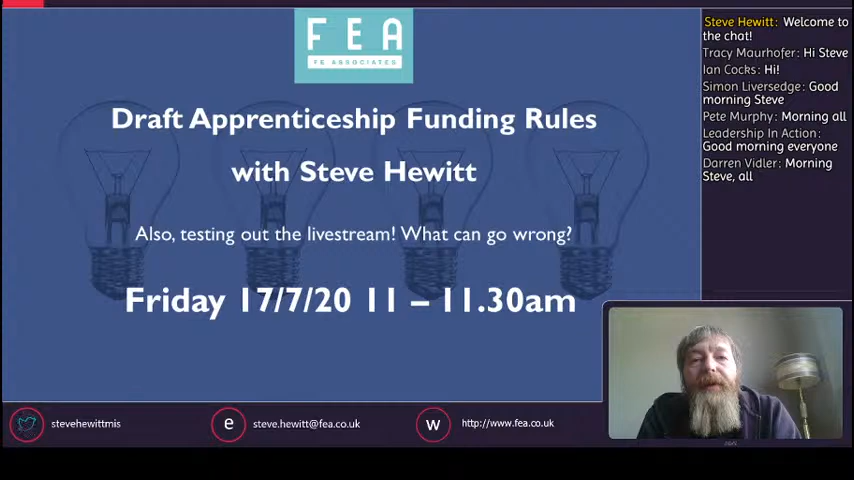 FEA
FE ASSOCIATES
Draft Apprenticeship Funding Rules
with Steve Hewitt
Also, testing out the livestream! What can go wrong?
Friday 17/7/20 11 – 11.30am
Steve Hewitt: Welcome to
the chat!
Tracy Maurhofer: Hi Steve
Ian Cocks: Hi!
Simon Liversedge: Good
morning Steve
Pete Murphy: Morning all
Leadership In Action:
Good morning everyone
Darren Vidler: Morning
Steve, all
stevehewittmis
e steve.hewitt@fea.co.uk
w http://www.fea.co.uk